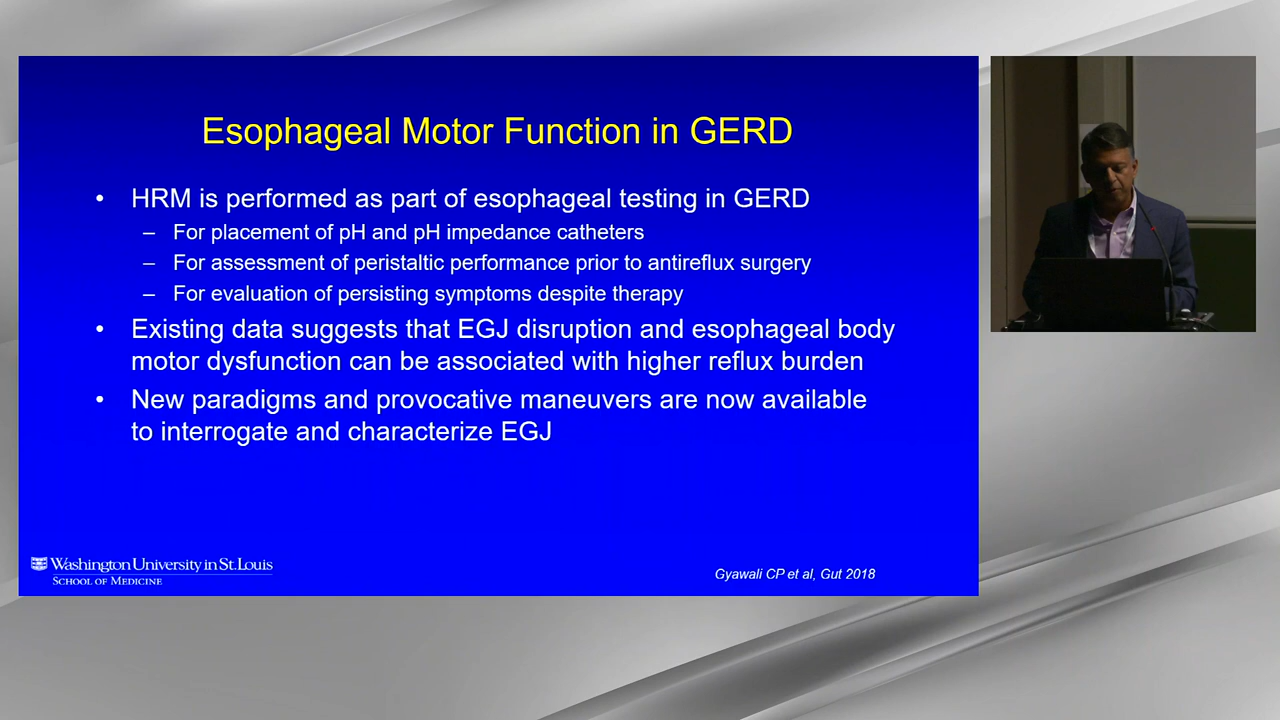 Esophageal Motor Function in GERD
• HRM is performed as part of esophageal testing in GERD
– For placement of pH and pH impedance catheters
– For assessment of peristaltic performance prior to antireflux surgery
– For evaluation of persisting symptoms despite therapy
• Existing data suggests that EGJ disruption and esophageal body
motor dysfunction can be associated with higher reflux burden
• New paradigms and provocative maneuvers are now available
to interrogate and characterize EGJ
Washington University in St. Louis
SCHOOL OF MEDICINE
Gyawali CP et al, Gut 2018